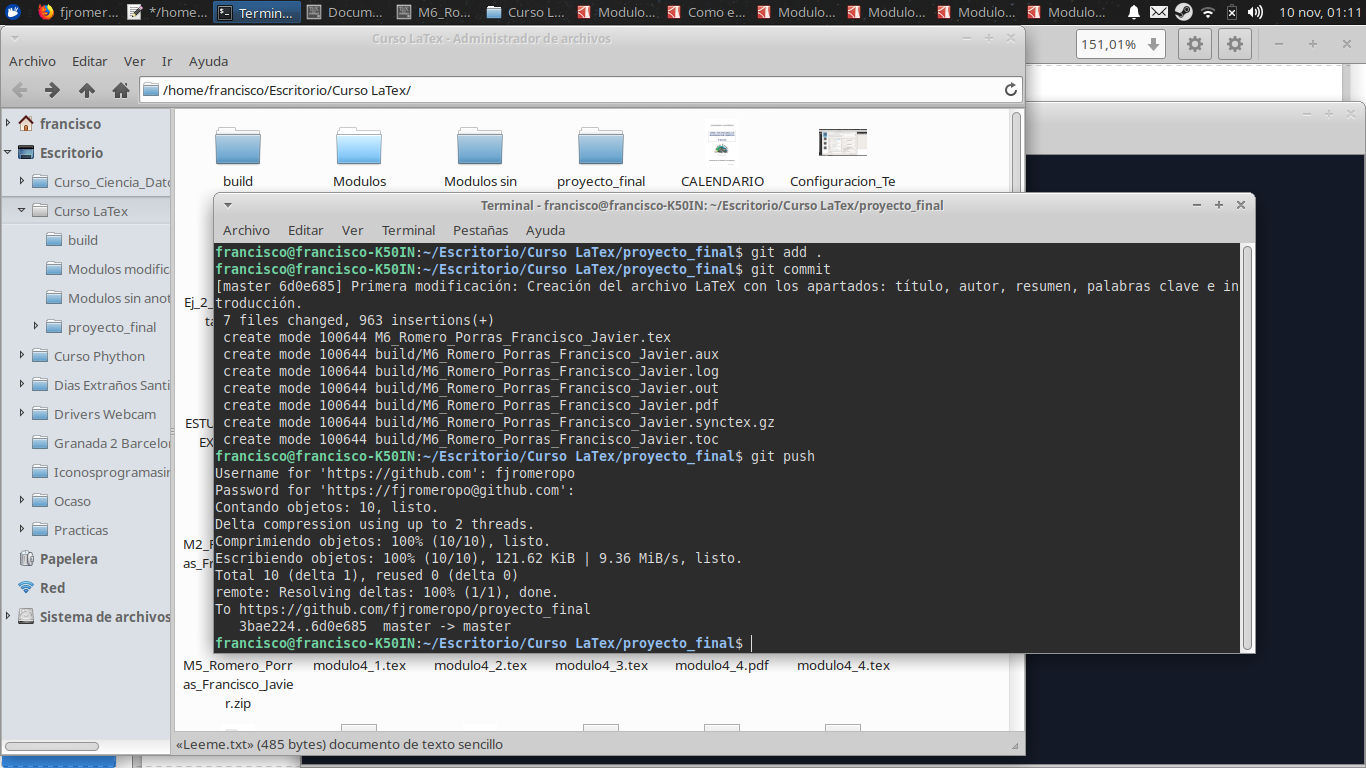 fjromer...
*/home...
Termin...
Docum...
M6_Ro...
Curso L...
Modulo...
Como e...
Modulo...
Modulo...
Modulo...
Modulo...
10 nov, 01:11
Curso LaTex - Administrador de archivos
151,01%
Archivo Editar Ver Ir Ayuda
/home/francisco/Escritorio/Curso LaTex/
francisco
Escritorio
Curso_Ciencia_Dato
Curso LaTex
build
Modulos modific
Modulos sin anot
proyecto_final
Curso Phython
Dias Extraños Santi
Drivers Webcam
Granada 2 Barcelor
Iconosprogramasir
Ocaso
Practicas
Papelera
Red
Sistema de archivos
build
Modulos
Modulos sin
proyecto_final
CALENDARIO
Configuracion_Te
Ej_2_
ta
ESTU
EX
M2_R
as_Fr
Terminal - francisco@francisco-K50IN: ~/Escritorio/Curso LaTex/proyecto_final
Archivo Editar Ver Terminal Pestañas Ayuda
francisco@francisco-K50IN:~/Escritorio/Curso LaTex/proyecto_final$ git add .
francisco@francisco-K50IN:~/Escritorio/Curso LaTex/proyecto_final$ git commit
[master 6d0e685] Primera modificación: Creación del archivo LaTeX con los apartados: título, autor, resumen, palabras clave e in
troducción.
7 files changed, 963 insertions(+)
create mode 100644 M6_Romero_Porras_Francisco_Javier.tex
create mode 100644 build/M6_Romero_Porras_Francisco_Javier.aux
create mode 100644 build/M6_Romero_Porras_Francisco_Javier.log
create mode 100644 build/M6_Romero_Porras_Francisco_Javier.out
create mode 100644 build/M6_Romero_Porras_Francisco_Javier.pdf
create mode 100644 build/M6_Romero_Porras_Francisco_Javier.synctex.gz
create mode 100644 build/M6_Romero_Porras_Francisco_Javier.toc
francisco@francisco-K50IN:~/Escritorio/Curso LaTex/proyecto_final$ git push
Username for 'https://github.com': fjromeropo
Password for 'https://fjromeropo@github.com':
Contando objetos: 10, listo.
Delta compression using up to 2 threads.
Comprimiendo objetos: 100% (10/10), listo.
Escribiendo objetos: 100% (10/10), 121.62 KiB | 9.36 MiB/s, listo.
Total 10 (delta 1), reused 0 (delta 0)
remote: Resolving deltas: 100% (1/1), done.
To https://github.com/fjromeropo/proyecto_final
3bae224..6d0e685 master -> master
francisco@francisco-K50IN:~/Escritorio/Curso LaTex/proyecto_final$
M5_Romero_Porr
as_Francisco_Javie
r.zip
modulo4_1.tex
modulo4_2.tex
modulo4_3.tex
modulo4_4.pdf
modulo4_4.tex
«Leeme.txt» (485 bytes) documento de texto sencillo